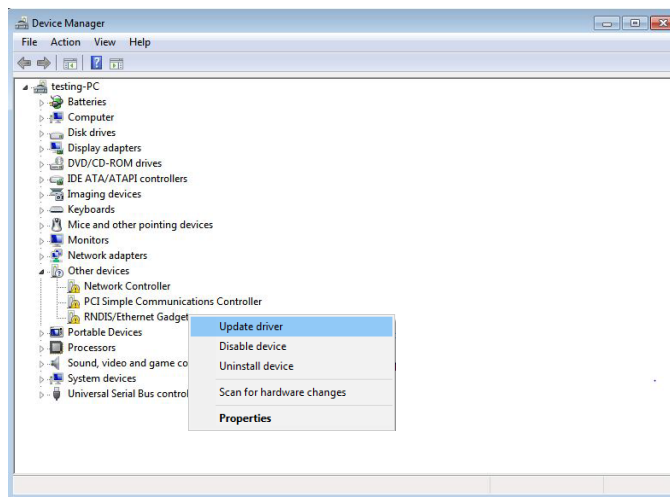 Device Manager
File Action View Help
testing-PC
Batteries
Computer
Disk drives
Display adapters
DVD/CD-ROM drives
IDE ATA/ATAPI controllers
Imaging devices
Keyboards
Mice and other pointing devices
Monitors
Network adapters
Other devices
Network Controller
PCI Simple Communications Controller
RNDIS/Ethernet Gadget
Portable Devices
Processors
Sound, video and game co
System devices
Universal Serial Bus control
Update driver
Disable device
Uninstall device
Scan for hardware changes
Properties